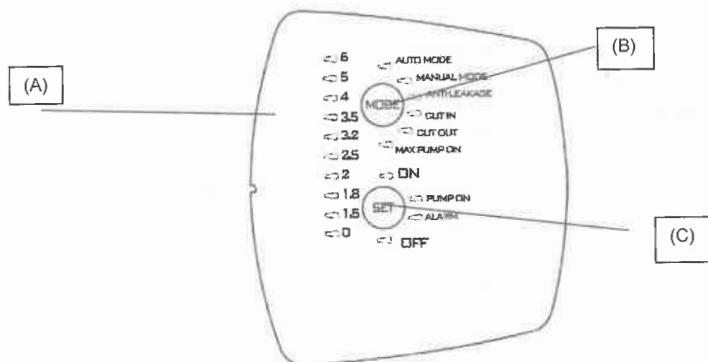 (A)
(B)
(C)
6
5
4
3.5
3.2
2.5
2
1.8
1.5
0
AUTO MODE
MANUAL MODE
MODE
ANTI LEAKAGE
CUT IN
CUT OUT
MAX PUMP ON
ON
SET
PUMP ON
ALARM
OFF